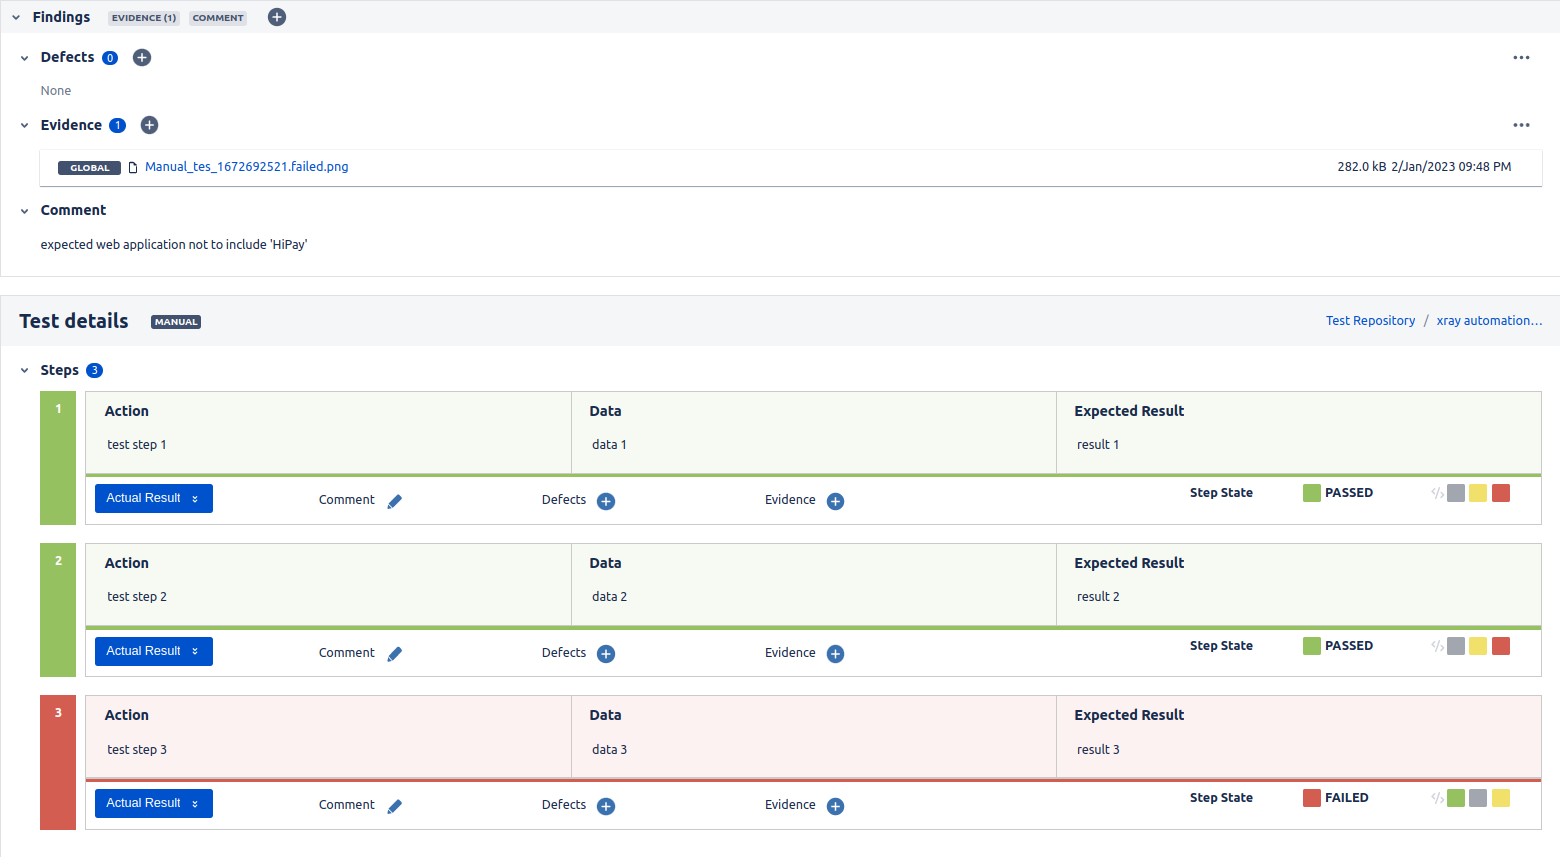 Findings EVIDENCE (1) COMMENT
Defects 0
None
Evidence 1
GLOBAL Manual_tes_1672692521.failed.png 282.0 kB 2/Jan/2023 09:48 PM
Comment
expected web application not to include 'HiPay'
Test details MANUAL Test Repository / xray automation...
Steps 3
1 Action Data Expected Result
test step 1 data 1 result 1
Actual Result Comment Defects Evidence Step State PASSED </>
2 Action Data Expected Result
test step 2 data 2 result 2
Actual Result Comment Defects Evidence Step State PASSED </>
3 Action Data Expected Result
test step 3 data 3 result 3
Actual Result Comment Defects Evidence Step State FAILED </>